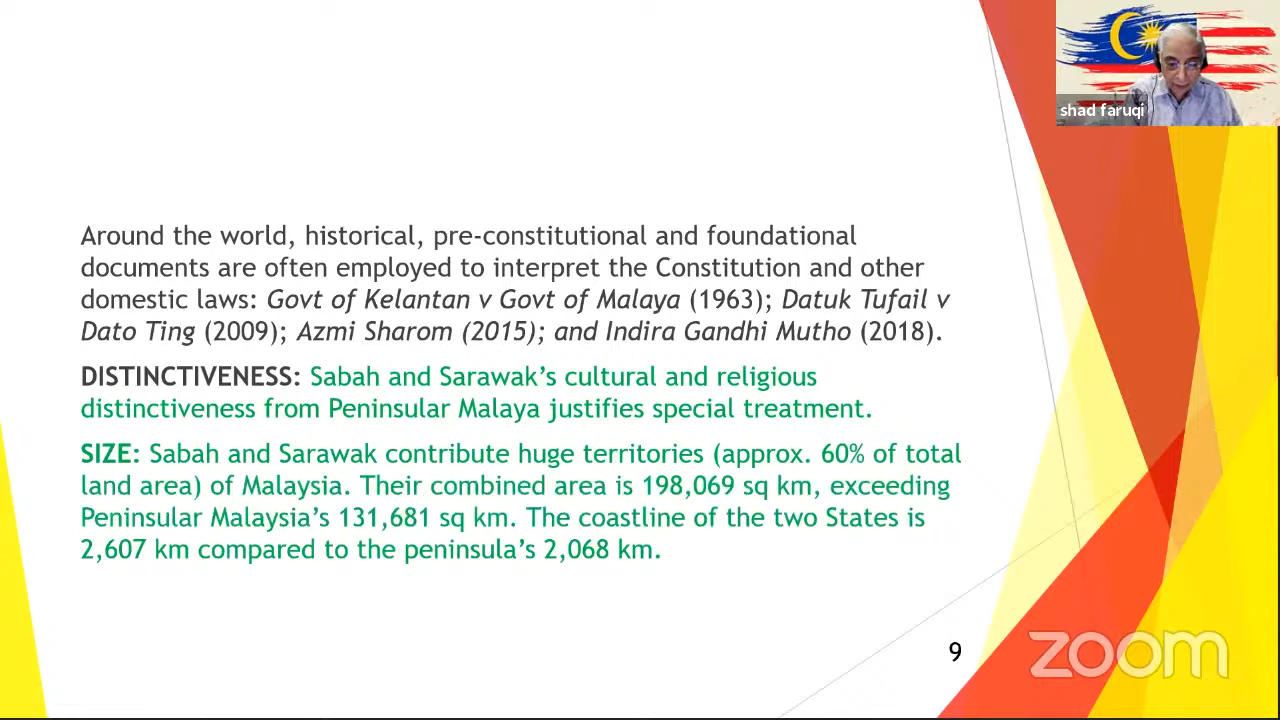 shad faruqi
Around the world, historical, pre-constitutional and foundational
documents are often employed to interpret the Constitution and other
domestic laws: Govt of Kelantan v Govt of Malaya (1963); Datuk Tufail v
Dato Ting (2009); Azmi Sharom (2015); and Indira Gandhi Mutho (2018).
DISTINCTIVENESS: Sabah and Sarawak’s cultural and religious
distinctiveness from Peninsular Malaya justifies special treatment.
SIZE: Sabah and Sarawak contribute huge territories (approx. 60% of total
land area) of Malaysia. Their combined area is 198,069 sq km, exceeding
Peninsular Malaysia’s 131,681 sq km. The coastline of the two States is
2,607 km compared to the peninsula’s 2,068 km.
9
zoom